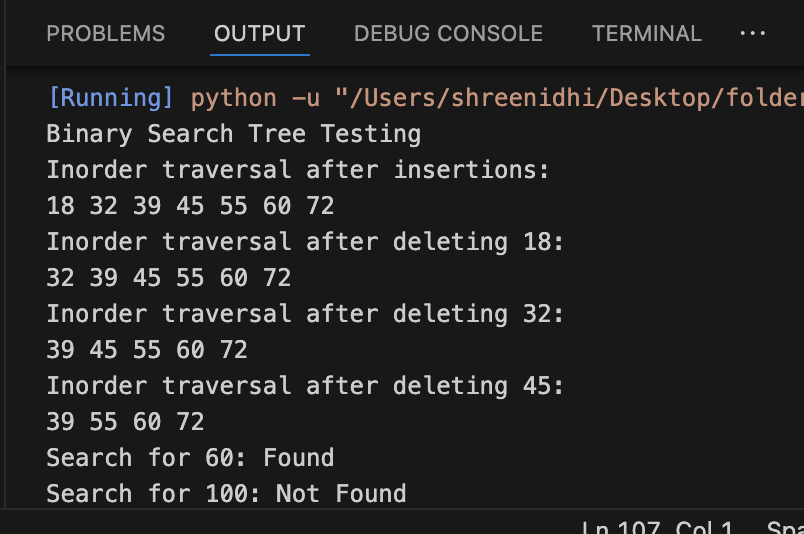 PROBLEMS OUTPUT DEBUG CONSOLE TERMINAL ...
[Running] python -u "/Users/shreenidhi/Desktop/folder
Binary Search Tree Testing
Inorder traversal after insertions:
18 32 39 45 55 60 72
Inorder traversal after deleting 18:
32 39 45 55 60 72
Inorder traversal after deleting 32:
39 45 55 60 72
Inorder traversal after deleting 45:
39 55 60 72
Search for 60: Found
Search for 100: Not Found
Ln 107, Col 1 Spa